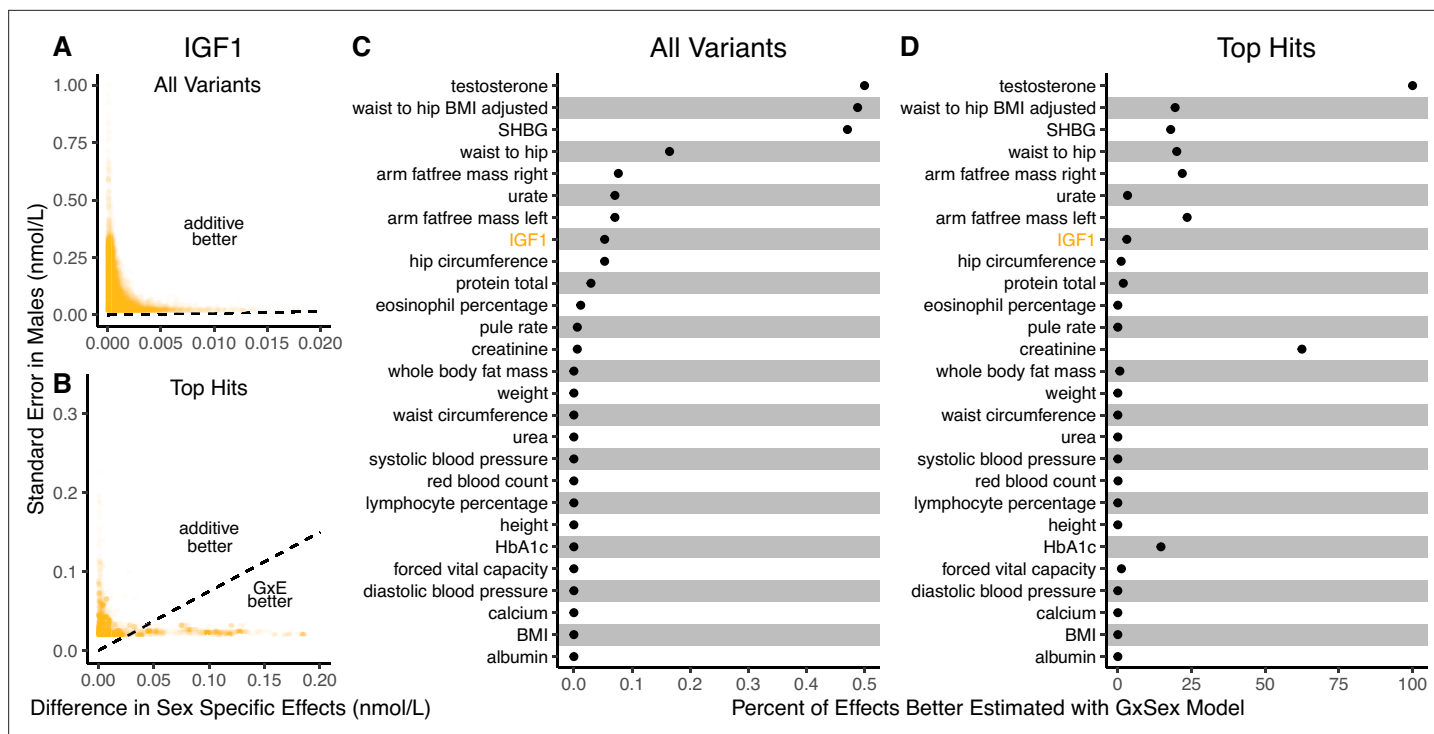 A
IGF1
All Variants
1.00
0.75
0.50
0.25
0.00
additive
better
0.000
0.005
0.010
0.015
0.020
B
Top Hits
0.3
0.2
0.1
0.0
additive
better
GxE
better
0.00
0.05
0.10
0.15
0.20
Standard Error in Males (nmol/L)
Difference in Sex Specific Effects (nmol/L)
C
All Variants
testosterone
waist to hip BMI adjusted
SHBG
waist to hip
arm fatfree mass right
urate
arm fatfree mass left
IGF1
hip circumference
protein total
eosinophil percentage
pule rate
creatinine
whole body fat mass
weight
waist circumference
urea
systolic blood pressure
red blood count
lymphocyte percentage
height
HbA1c
forced vital capacity
diastolic blood pressure
calcium
BMI
albumin
0.0
0.1
0.2
0.3
0.4
0.5
D
Top Hits
testosterone
waist to hip BMI adjusted
SHBG
waist to hip
arm fatfree mass right
urate
arm fatfree mass left
IGF1
hip circumference
protein total
eosinophil percentage
pule rate
creatinine
whole body fat mass
weight
waist circumference
urea
systolic blood pressure
red blood count
lymphocyte percentage
height
HbA1c
forced vital capacity
diastolic blood pressure
calcium
BMI
albumin
0
25
50
75
100
Percent of Effects Better Estimated with GxSex Model